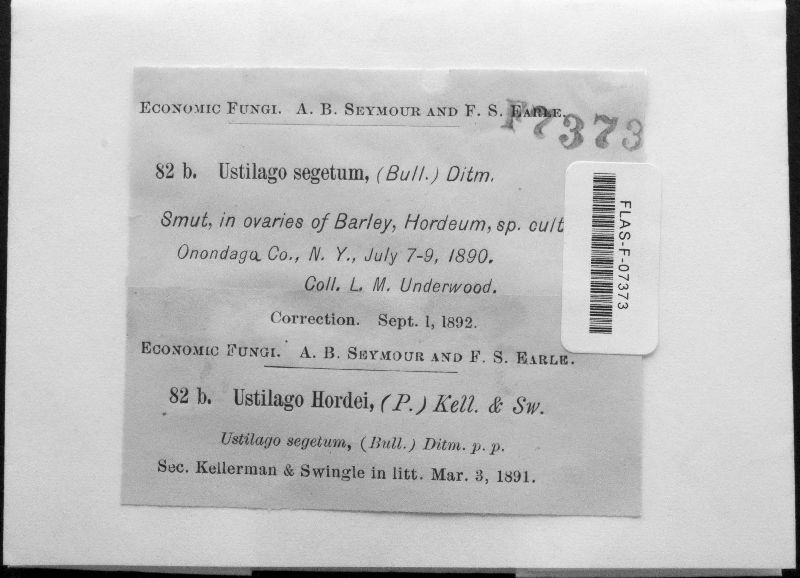 ECONOMIC FUNGI. A. B. SEYMOUR AND F. S. EARLE.
F7373
82 b. Ustilago segetum, (Bull.) Ditm.
Smut, in ovaries of Barley, Hordeum, sp. cult
Onondaga Co., N. Y., July 7-9, 1890.
Coll. L. M. Underwood.
FLAS-F-07373
Correction. Sept. 1, 1892.
ECONOMIC FUNGI. A. B. SEYMOUR AND F. S. EARLE.
82 b. Ustilago Hordei, (P.) Kell. & Sw.
Ustilago segetum, (Bull.) Ditm. p. p.
Sec. Kellerman & Swingle in litt. Mar. 3, 1891.